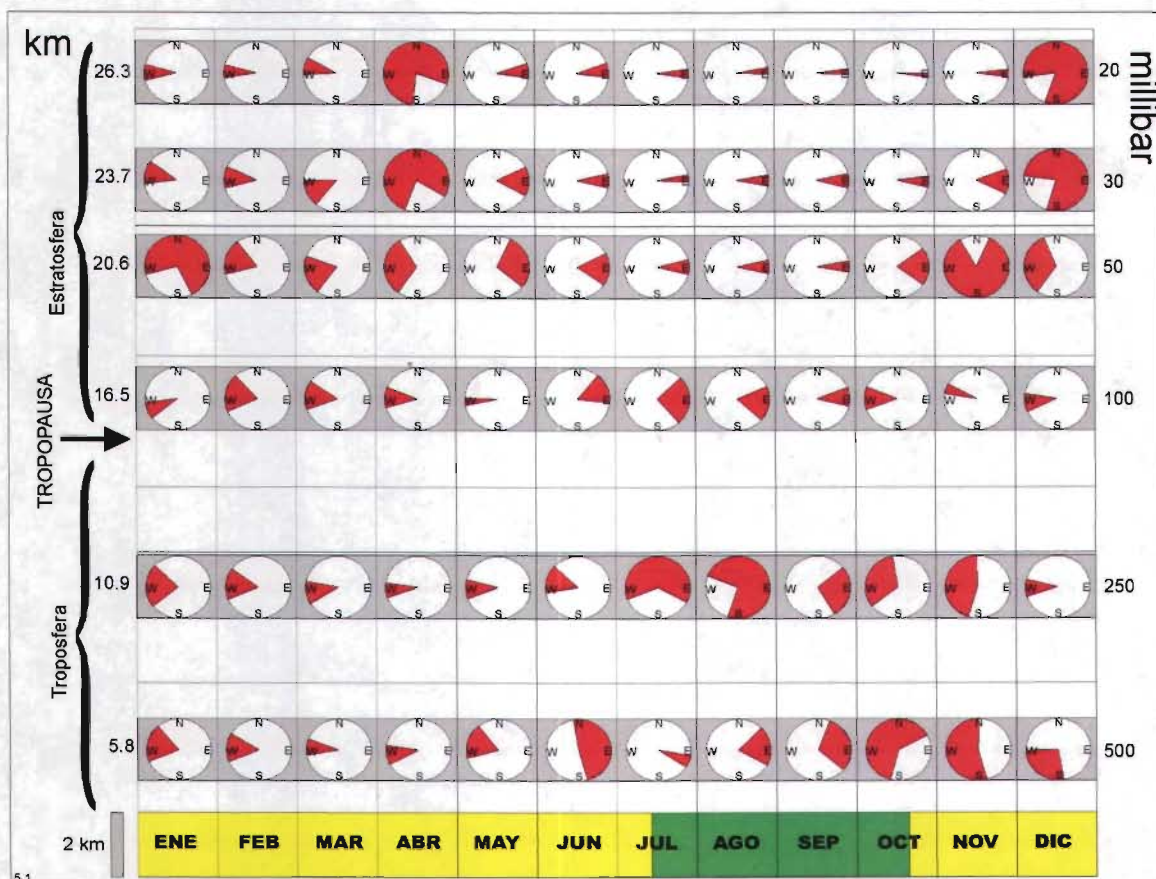 km
millibar
N N N N N N N N N N N N
26.3 W E W E W E W E W E W E W E W E W E W E W E W E 20
S S S S S S S S S S S S
N N N N N N N N N N N N
23.7 W E W E W E W E W E W E W E W E W E W E W E W E 30
S S S S S S S S S S S S
Estratosfera
N N N N N N N N N N N N
20.6 W E W E W E W E W E W E W E W E W E W E W E W E 50
S S S S S S S S S S S S
N N N N N N N N N N N N
16.5 W E W E W E W E W E W E W E W E W E W E W E W E 100
S S S S S S S S S S S S
TROPOPAUSA
N N N N N N N N N N N N
10.9 W E W E W E W E W E W E W E W E W E W E W E W E 250
S S S S S S S S S S S S
Troposfera
N N N N N N N N N N N N
5.8 W E W E W E W E W E W E W E W E W E W E W E W E 500
S S S S S S S S S S S S
2 km ENE FEB MAR ABR MAY JUN JUL AGO SEP OCT NOV DIC